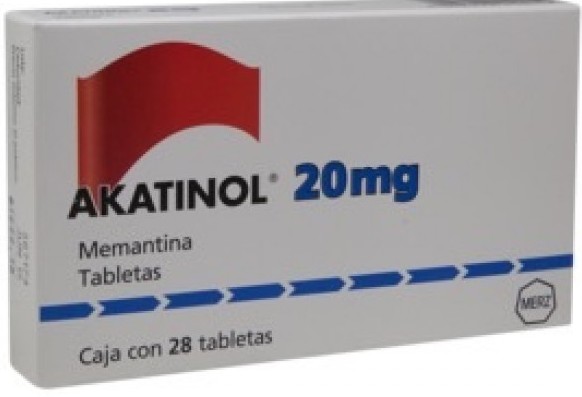 AKATINOL® 20mg
Memantina
Tabletas
MERZ
Caja con 28 tabletas